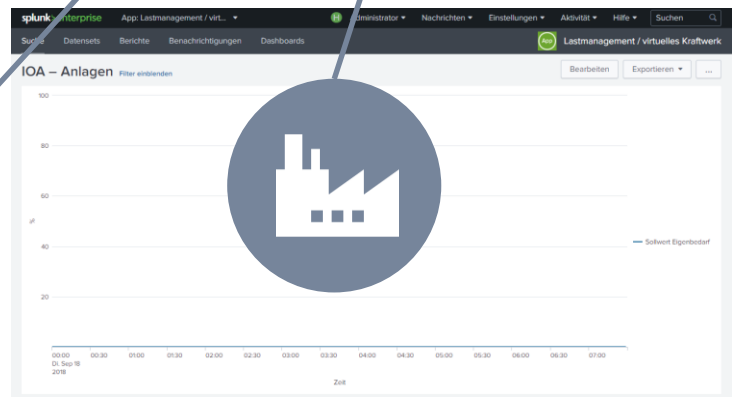 splunk>enterprise App: Lastmanagement / virt... H Administrator Nachrichten Einstellungen Aktivität Hilfe Suchen
Suche Datensets Berichte Benachrichtigungen Dashboards App Lastmanagement / virtuelles Kraftwerk
IOA – Anlagen Filter einblenden Bearbeiten Exportieren ...
100
80
60
%
40
20
Sollwert Eigenbedarf
00:00 00:30 01:00 01:30 02:00 02:30 03:00 03:30 04:00 04:30 05:00 05:30 06:00 06:30 07:00
Di. Sep 18
2018
Zeit